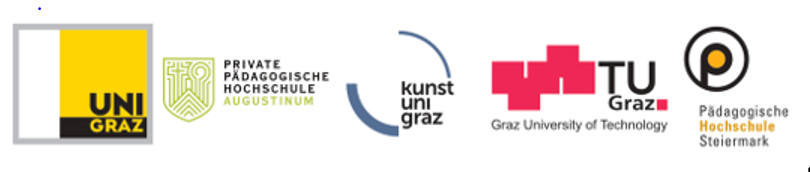 UNI
GRAZ
PRIVATE
PÄDAGOGISCHE
HOCHSCHULE
AUGUSTINUM
kunst
uni
graz
TU
Graz
Graz University of Technology
Pädagogische
Hochschule
Steiermark